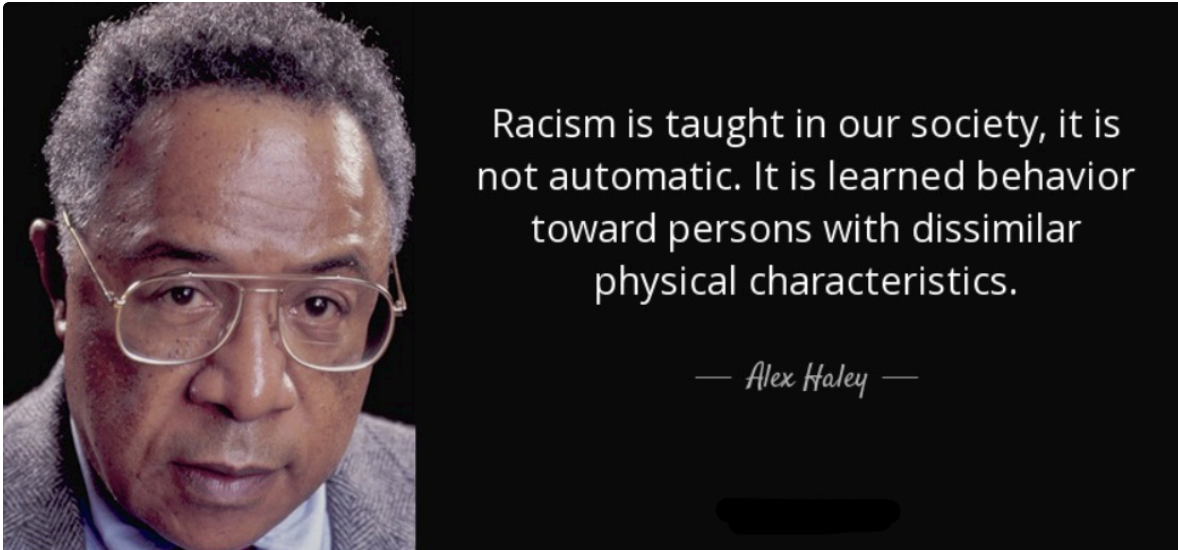 Racism is taught in our society, it is
not automatic. It is learned behavior
toward persons with dissimilar
physical characteristics.
— Alex Haley —